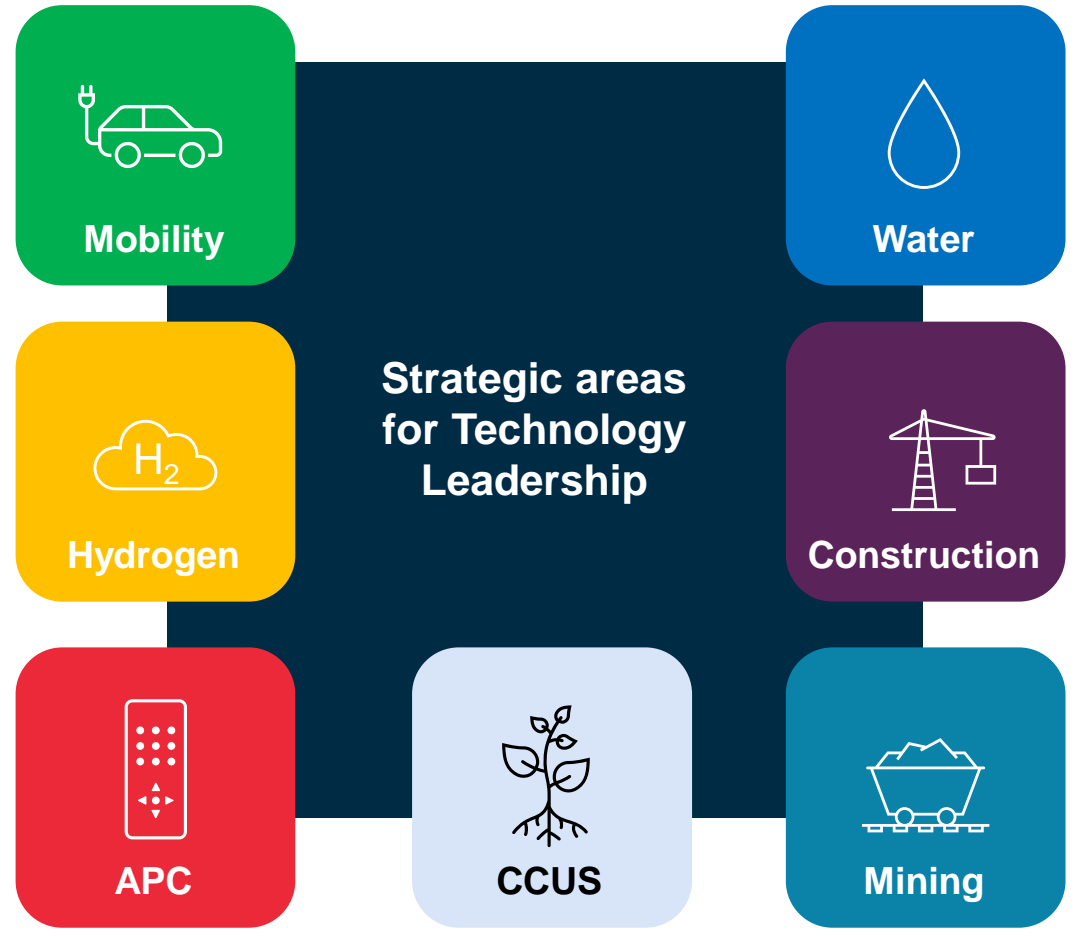 Mobility
Water
Strategic areas
for Technology
Leadership
H₂
Hydrogen
Construction
APC
CCUS
Mining